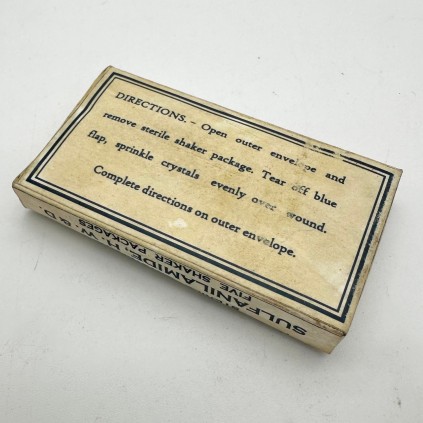 DIRECTIONS. – Open outer envelope and
remove sterile shaker package. Tear off blue
flap, sprinkle crystals evenly over wound.
Complete directions on outer envelope.
SULFANILAMIDE, H. W. & D.
FIVE SHAKER PACKAGES